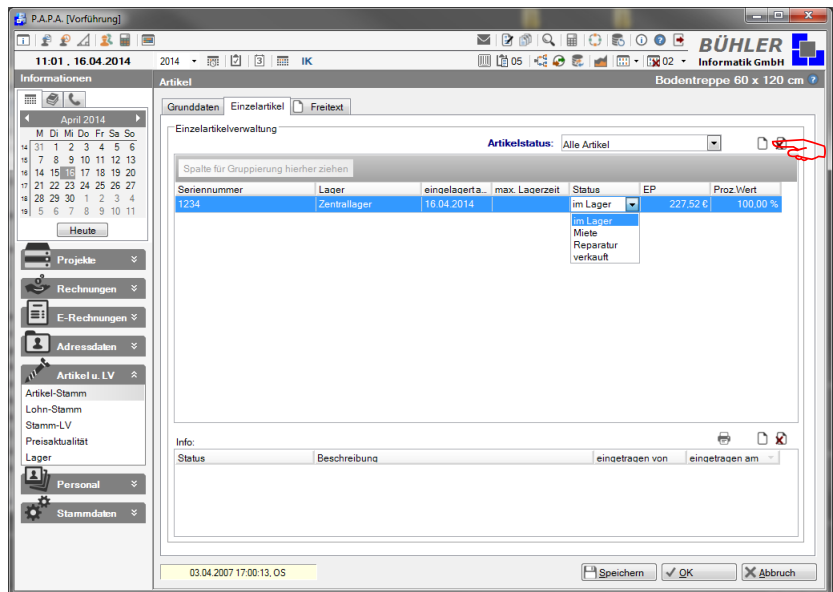 P.A.P.A. [Vorführung]
BÜHLER
Informatik GmbH
11:01 , 16.04.2014
2014
3
IK
05
02
Informationen
Artikel
Bodentreppe 60 x 120 cm
Grunddaten
Einzelartikel
Freitext
April 2014
M Di Mi Do Fr Sa So
14 31 1 2 3 4 5 6
15 7 8 9 10 11 12 13
16 14 15 16 17 18 19 20
17 21 22 23 24 25 26 27
18 28 29 30 1 2 3 4
19 5 6 7 8 9 10 11
Heute
Projekte
Rechnungen
E-Rechnungen
Adressdaten
Artikel u. LV
Artikel-Stamm
Lohn-Stamm
Stamm-LV
Preisaktualität
Lager
Personal
Stammdaten
Einzelartikelverwaltung
Artikelstatus: Alle Artikel
Spalte für Gruppierung hierher ziehen
Seriennummer Lager eingelagert a... max. Lagerzeit Status EP Proz.Wert
1234 Zentrallager 16.04.2014 im Lager 227,52 € 100,00 %
im Lager
Miete
Reparatur
verkauft
Info:
Status Beschreibung eingetragen von eingetragen am
03.04.2007 17:00:13, OS
Speichern
OK
Abbruch